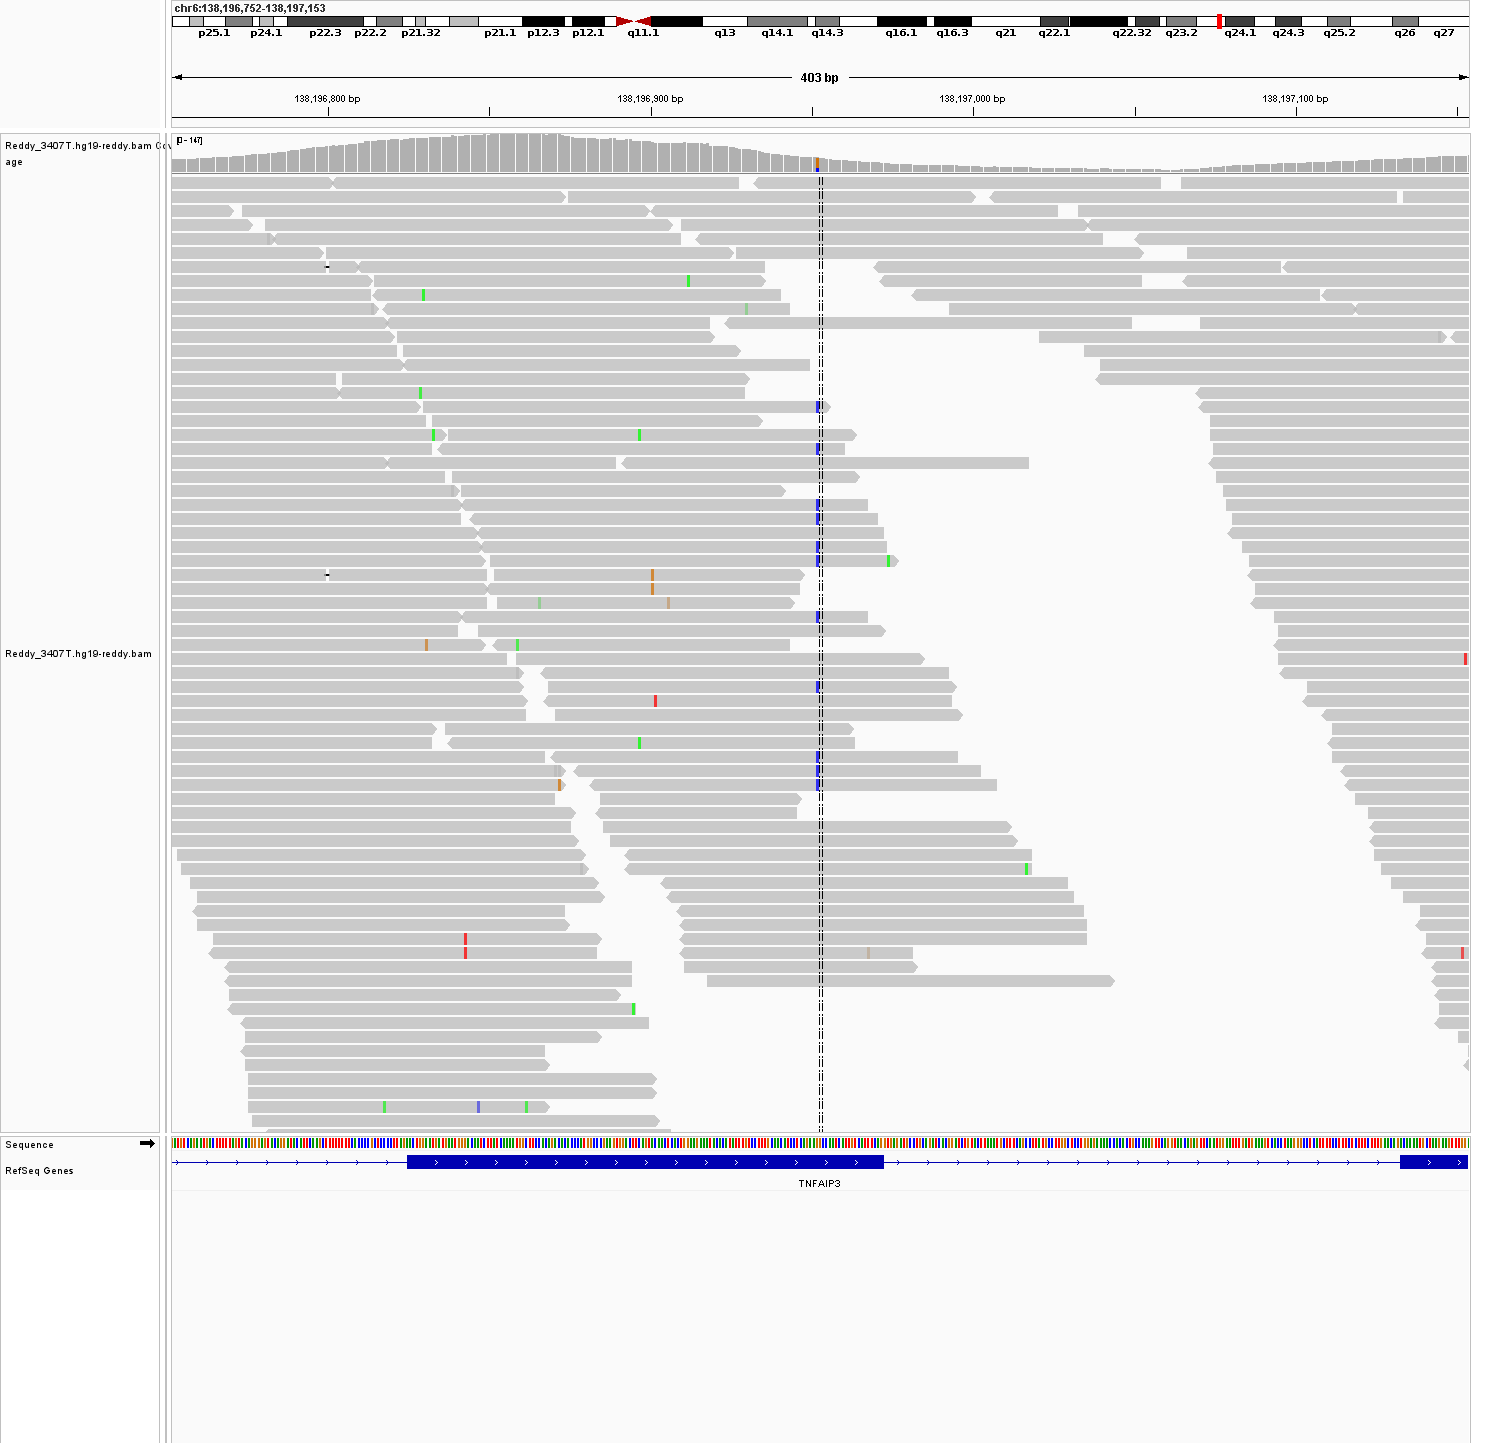 chr6:138,196,752-138,197,153
p25.1 p24.1 p22.3 p22.2 p21.32 p21.1 p12.3 p12.1 q11.1 q13 q14.1 q14.3 q16.1 q16.3 q21 q22.1 q22.32 q23.2 q24.1 q24.3 q25.2 q26 q27
403 bp
138,196,800 bp 138,196,900 bp 138,197,000 bp 138,197,100 bp
[0 - 147]
Reddy_3407T.hg19-reddy.bam Cov
age
Reddy_3407T.hg19-reddy.bam
Sequence
RefSeq Genes
TNFAIP3